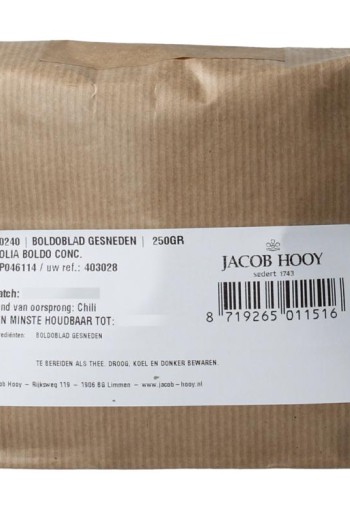 0240 | BOLDOBLAD GESNEDEN | 250GR
OLIA BOLDO CONC.
P046114 / uw ref.: 403028
atch:
nd van oorsprong: Chili
N MINSTE HOUDBAAR TOT:
rediënten: BOLDOBLAD GESNEDEN
TE BEREIDEN ALS THEE. DROOG, KOEL EN DONKER BEWAREN.
ob Hooy – Rijksweg 119 – 1906 BG Limmen – www.jacob-hooy.nl
JACOB HOOY
sedert 1743
8 719265 011516